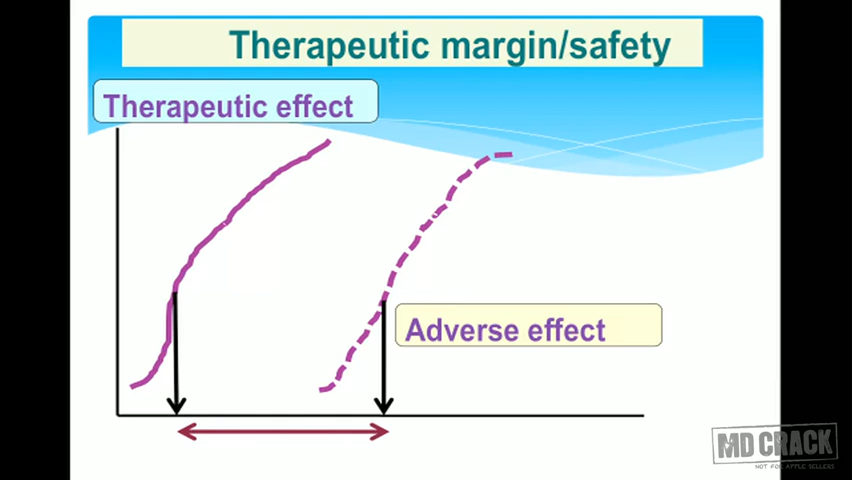 Therapeutic margin/safety
Therapeutic effect
Adverse effect
MD CRACK
NOT FOR APPLE SELLERS